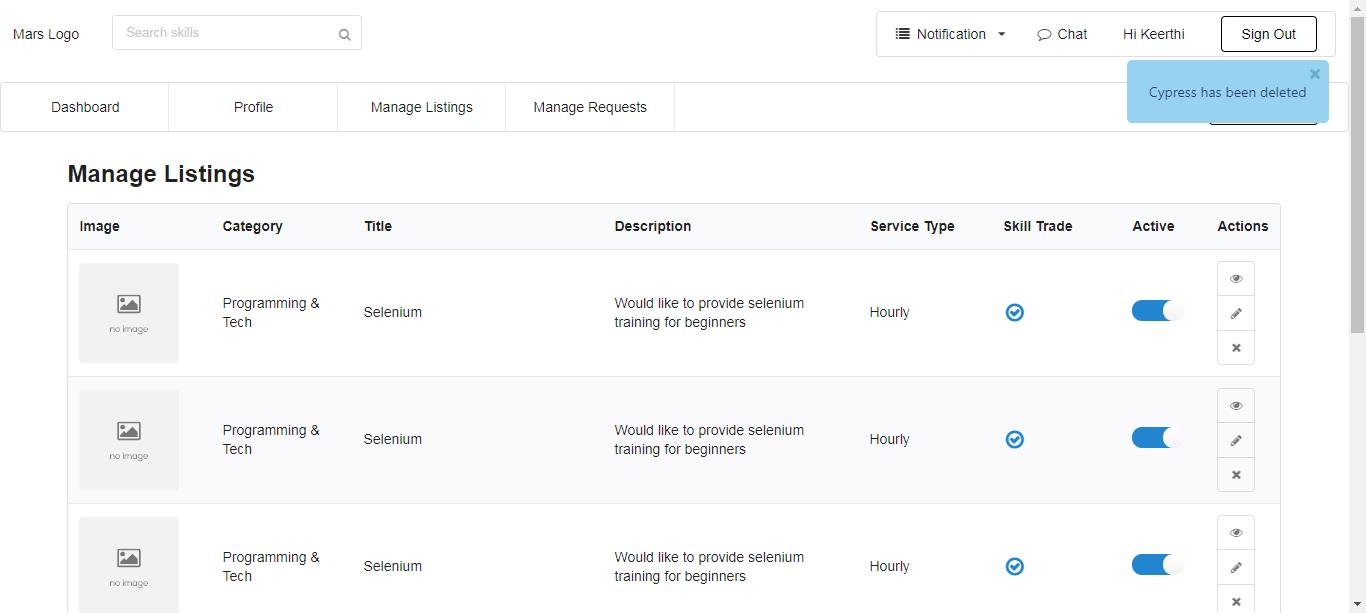 Mars Logo
Search skills
Notification
Chat
Hi Keerthi
Sign Out
Cypress has been deleted
Dashboard
Profile
Manage Listings
Manage Requests
Manage Listings
Image Category Title Description Service Type Skill Trade Active Actions
no image
Programming &
Tech
Selenium
Would like to provide selenium
training for beginners
Hourly
no image
Programming &
Tech
Selenium
Would like to provide selenium
training for beginners
Hourly
no image
Programming &
Tech
Selenium
Would like to provide selenium
training for beginners
Hourly